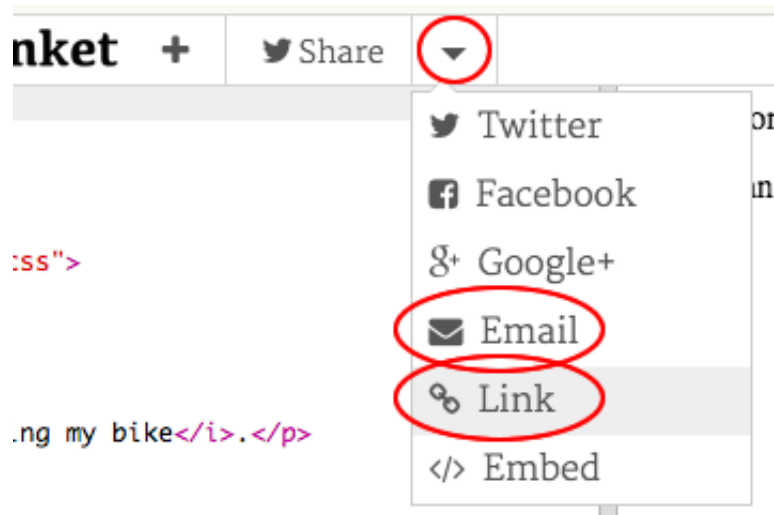 nket + Share
Twitter
Facebook
g+ Google+
Email
:ss">
Link
.ng my bike</i>.</p>
</> Embed